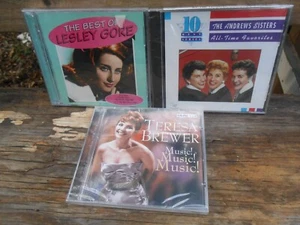 THE BEST OF
LESLEY GORE
10
THE ANDREWS SISTERS
All-Time Favorites
TERESA
BREWER
Music!
Music!
Music!